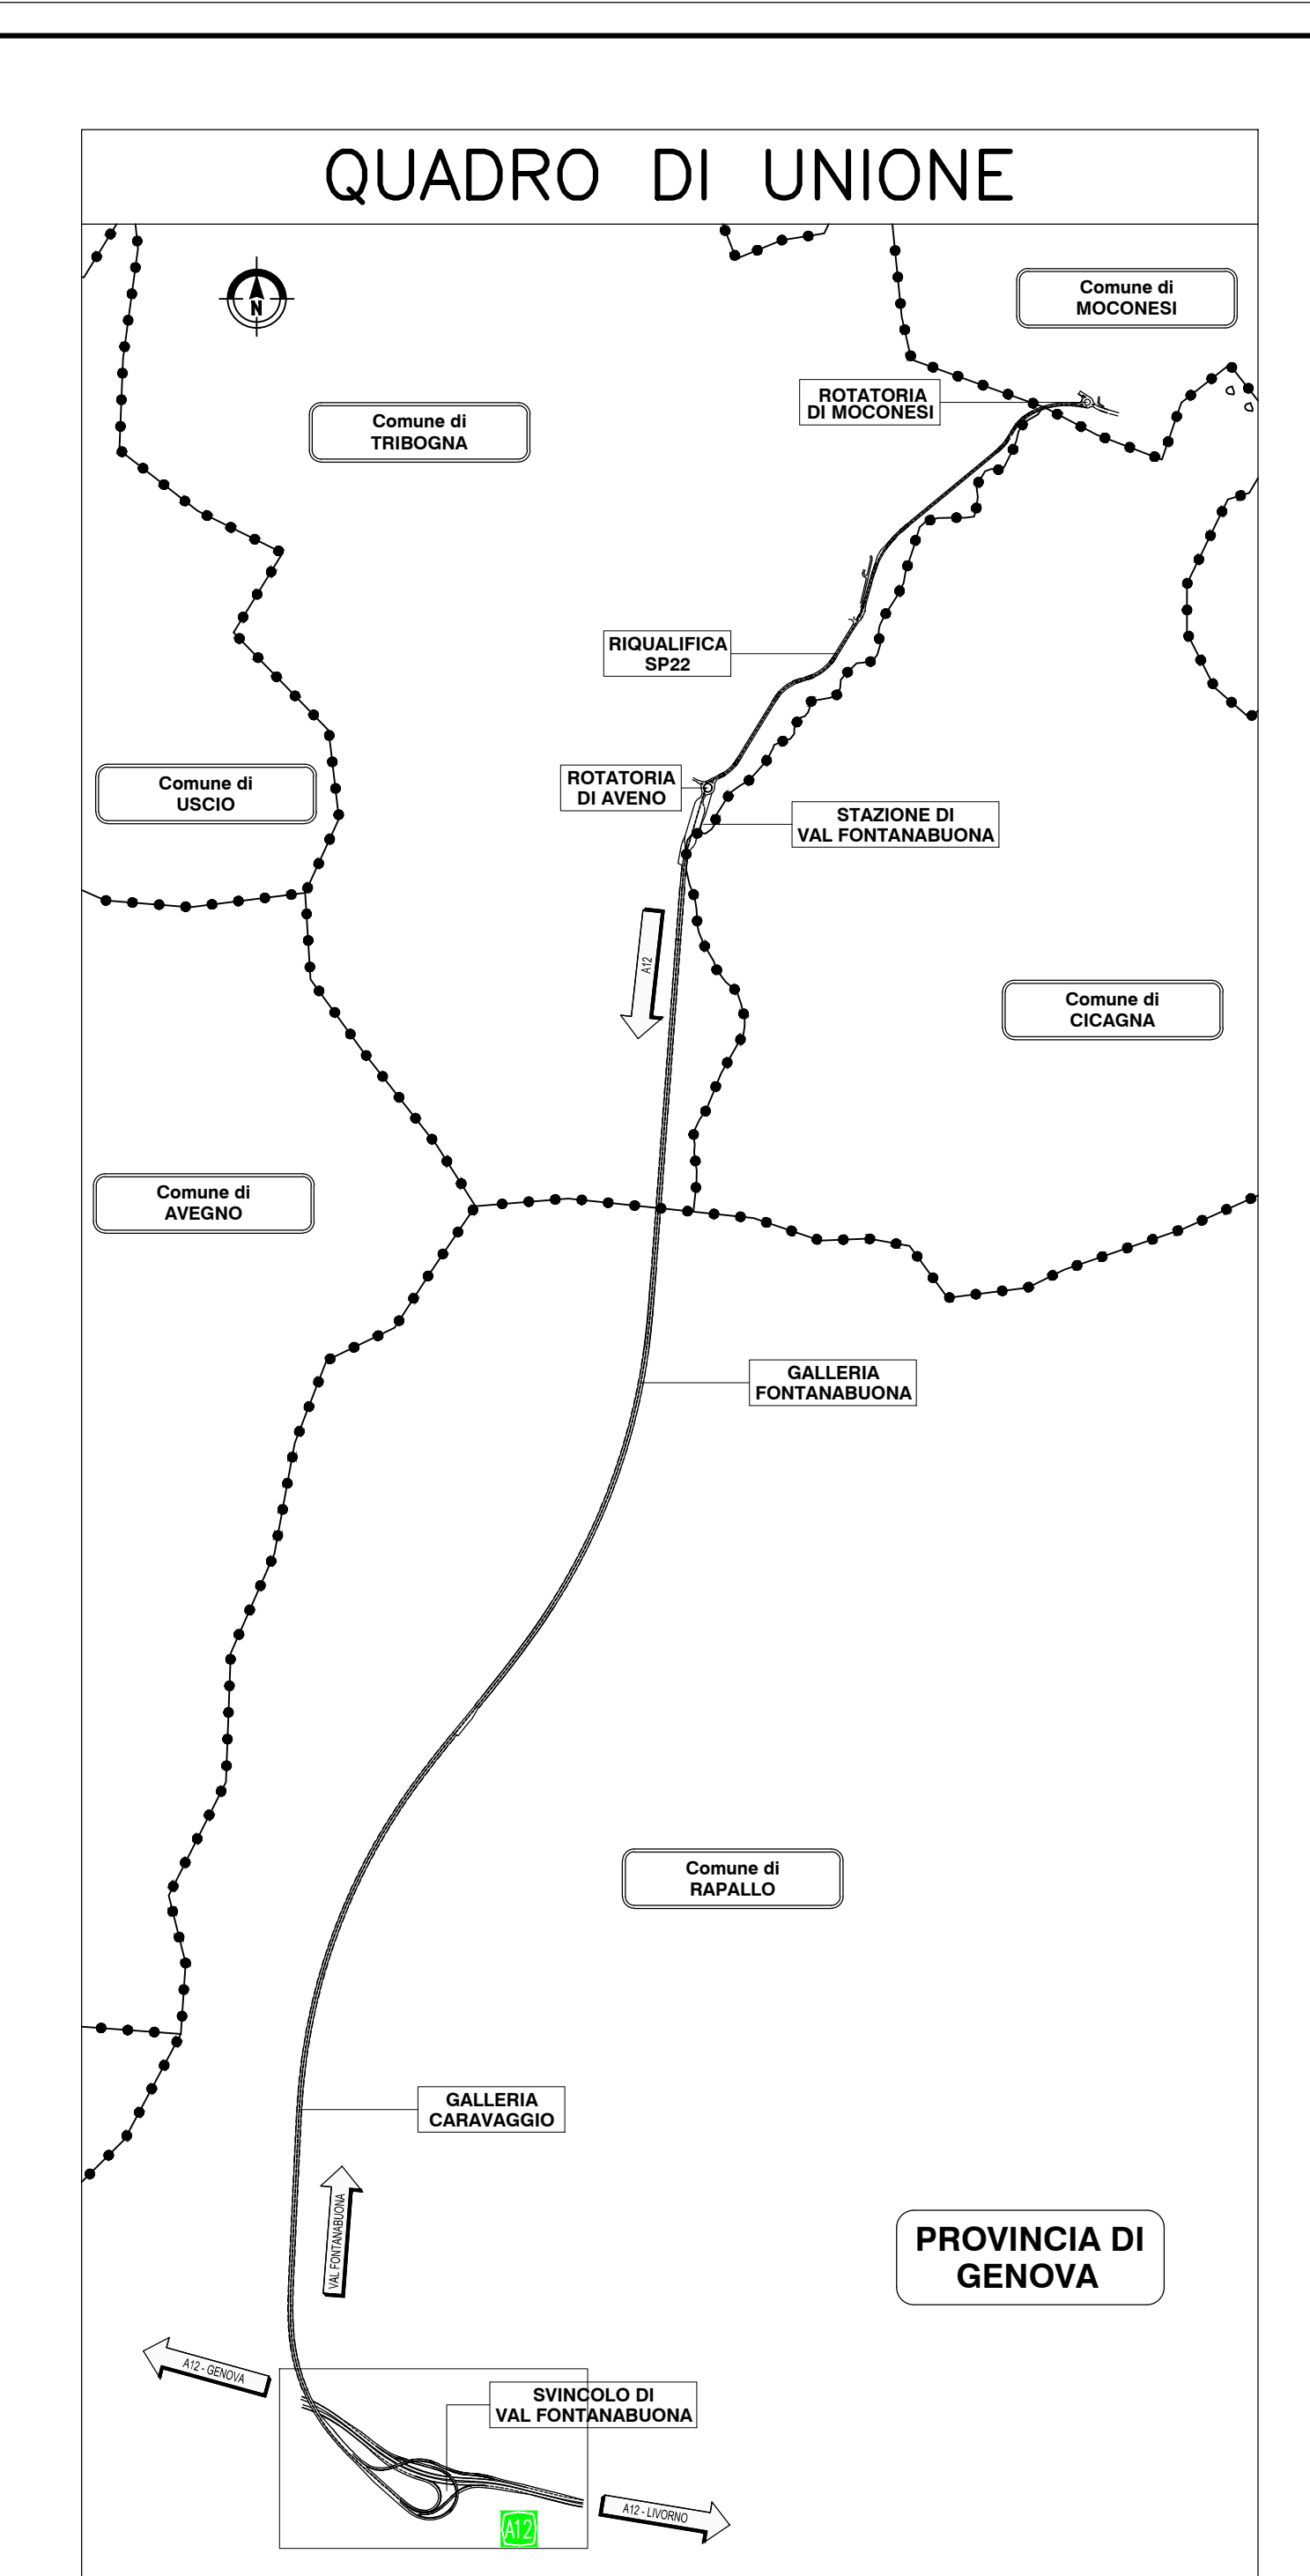 QUADRO DI UNIONE
N
Comune di
MOCONESI
ROTATORIA
DI MOCONESI
Comune di
TRIBOGNA
RIQUALIFICA
SP22
ROTATORIA
DI AVENO
Comune di
USCIO
STAZIONE DI
VAL FONTANABUONA
A12
Comune di
CICAGNA
Comune di
AVEGNO
GALLERIA
FONTANABUONA
Comune di
RAPALLO
GALLERIA
CARAVAGGIO
VAL FONTANABUONA
PROVINCIA DI
GENOVA
A12 - GENOVA
SVINCOLO DI
VAL FONTANABUONA
A12 - LIVORNO
A12